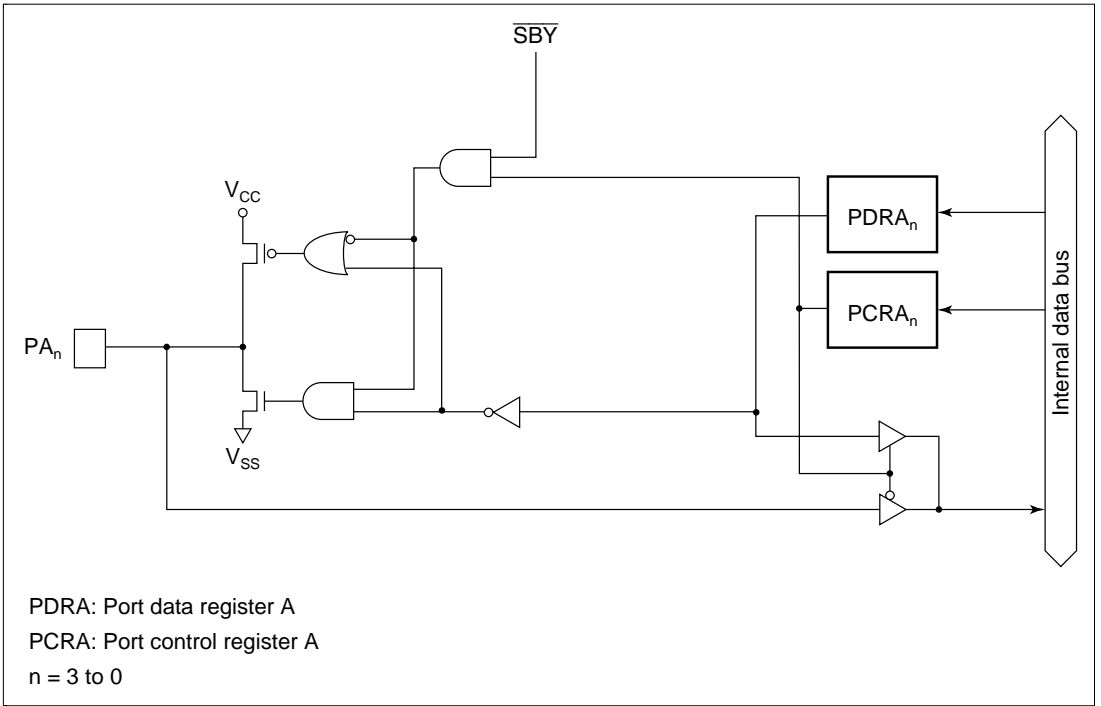 S̅B̅Y̅
V_CC
PDRA_n
PCRA_n
Internal data bus
PA_n
V_SS
PDRA: Port data register A
PCRA: Port control register A
n = 3 to 0